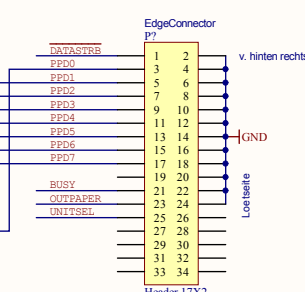 EdgeConnector
P?
DATASTRB
PPD0
PPD1
PPD2
PPD3
PPD4
PPD5
PPD6
PPD7
BUSY
OUTPAPER
UNITSEL
1 2
3 4
5 6
7 8
9 10
11 12
13 14
15 16
17 18
19 20
21 22
23 24
25 26
27 28
29 30
31 32
33 34
v. hinten rechts
GND
Loetseite
Header 17X2